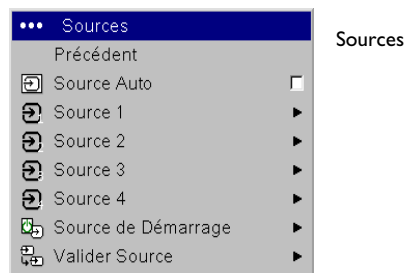 Sources
Sources
Précédent
Source Auto
Source 1
Source 2
Source 3
Source 4
Source de Démarrage
Valider Source